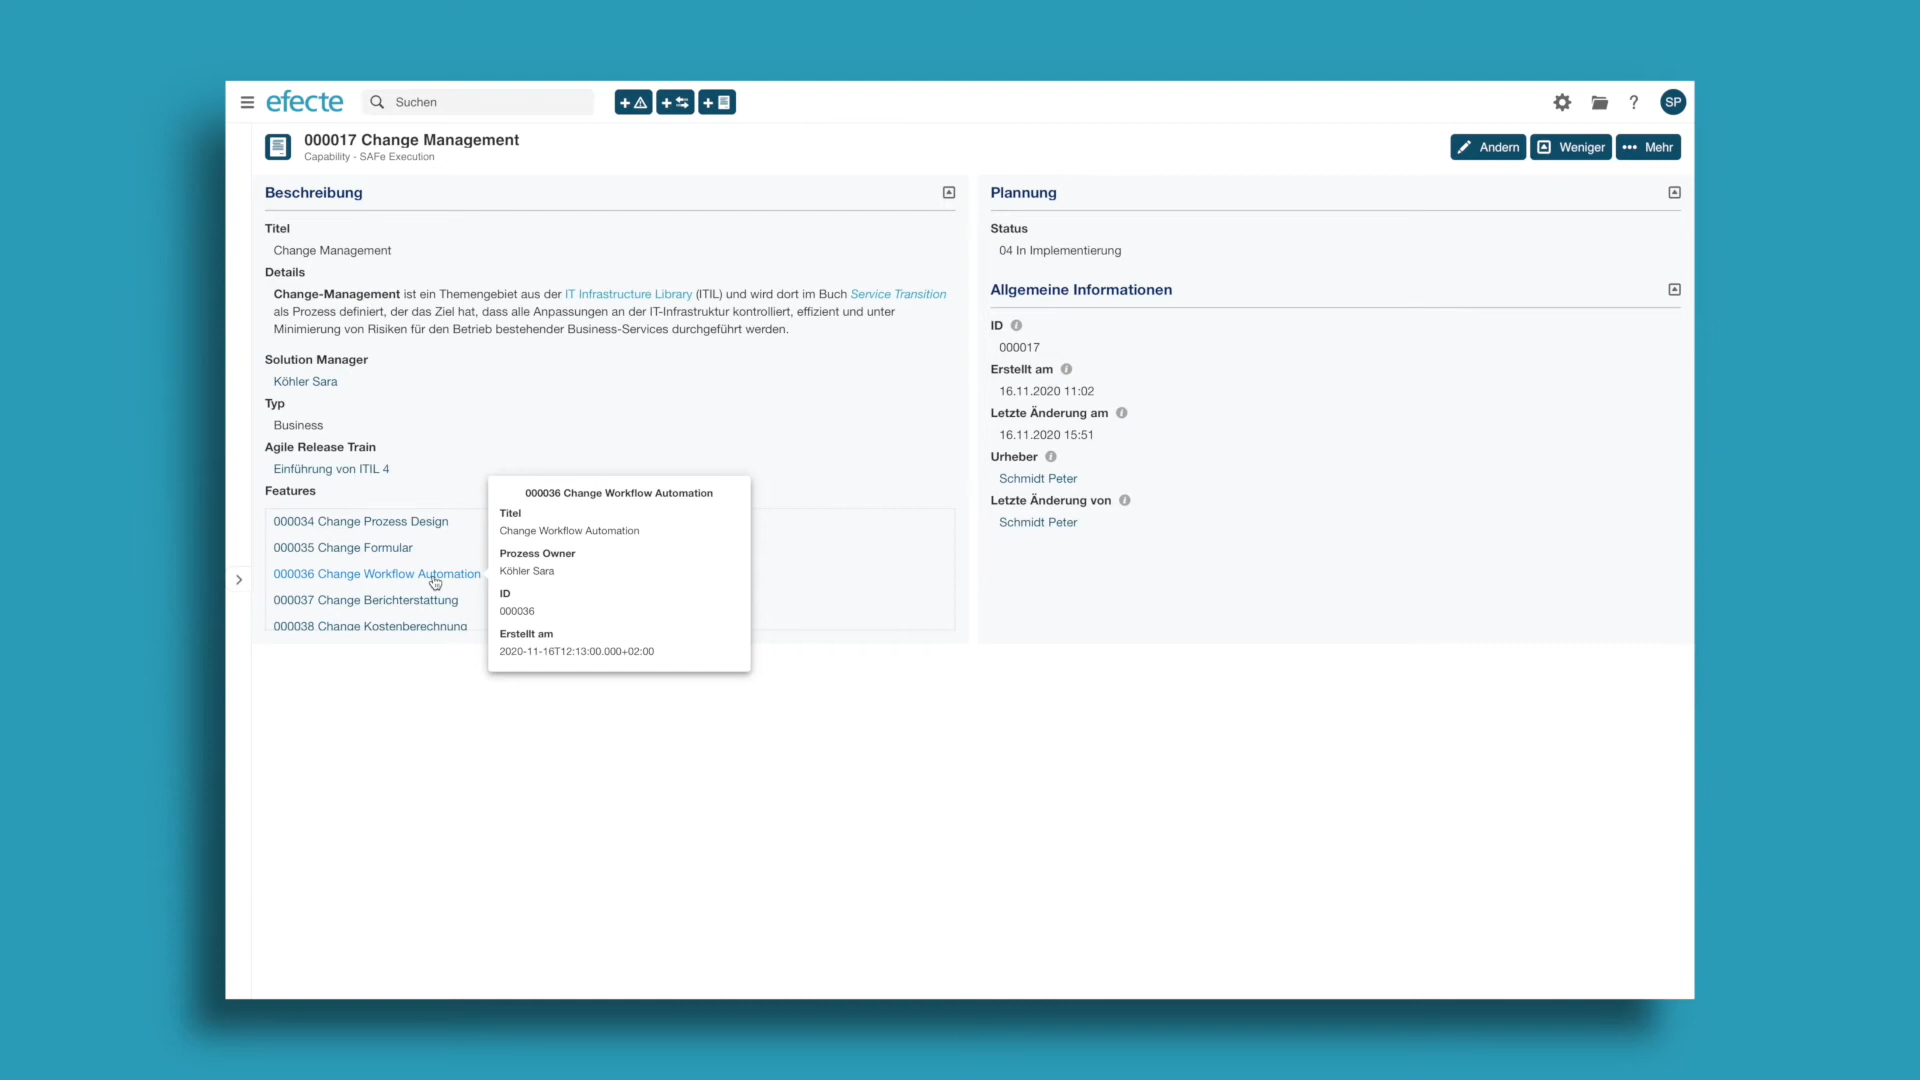 efecte
Suchen
?
SP
000017 Change Management
Capability - SAFe Execution
Andern
Weniger
Mehr
Beschreibung
Titel
Change Management
Details
Change-Management ist ein Themengebiet aus der IT Infrastructure Library (ITIL) und wird dort im Buch Service Transition
als Prozess definiert, der das Ziel hat, dass alle Anpassungen an der IT-Infrastruktur kontrolliert, effizient und unter
Minimierung von Risiken für den Betrieb bestehender Business-Services durchgeführt werden.
Solution Manager
Köhler Sara
Typ
Business
Agile Release Train
Einführung von ITIL 4
Features
000034 Change Prozess Design
000035 Change Formular
000036 Change Workflow Automation
000037 Change Berichterstattung
000038 Change Kostenberechnung
000036 Change Workflow Automation
Titel
Change Workflow Automation
Prozess Owner
Köhler Sara
ID
000036
Erstellt am
2020-11-16T12:13:00.000+02:00
Plannung
Status
04 In Implementierung
Allgemeine Informationen
ID
000017
Erstellt am
16.11.2020 11:02
Letzte Änderung am
16.11.2020 15:51
Urheber
Schmidt Peter
Letzte Änderung von
Schmidt Peter